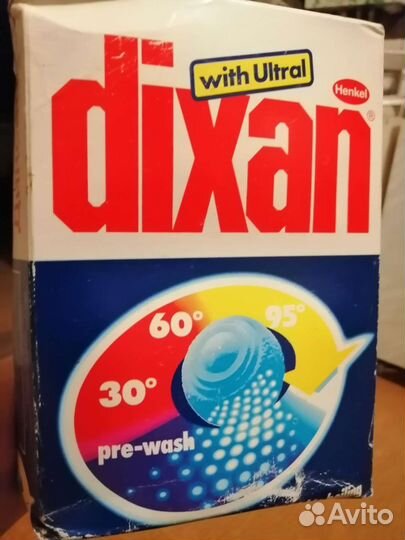 with Ultral
dixan
Henkel
®
60°
95°
30°
pre-wash
Avito